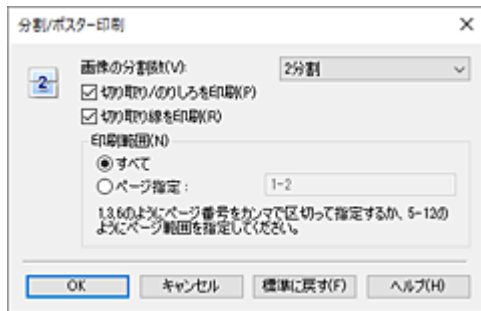 分割/ポスター印刷
画像の分割数(V): 2分割
2
切り取り/のりしろを印刷(P)
切り取り線を印刷(R)
印刷範囲(N)
すべて
ページ指定: 1-2
1,3,6のようにページ番号をカンマで区切って指定するか、5-12の
ようにページ範囲を指定してください。
OK キャンセル 標準に戻す(F) ヘルプ(H)